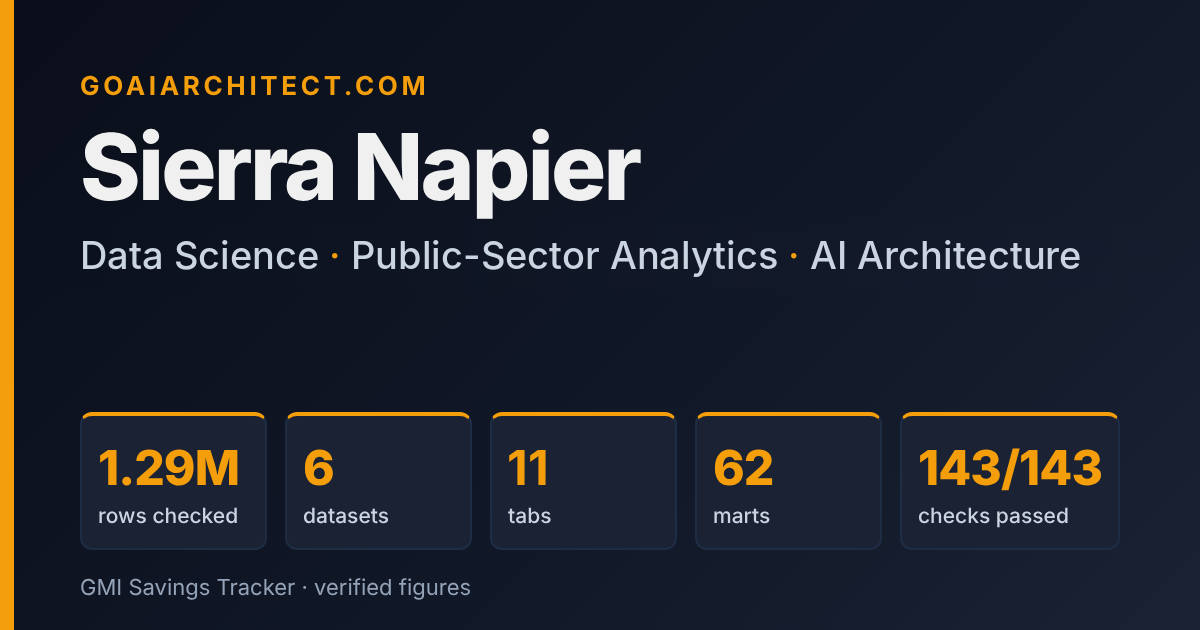 GOAIARCHITECT.COM
Sierra Napier
Data Science · Public-Sector Analytics · AI Architecture
1.29M
rows checked
6
datasets
11
tabs
62
marts
143/143
checks passed
GMI Savings Tracker · verified figures